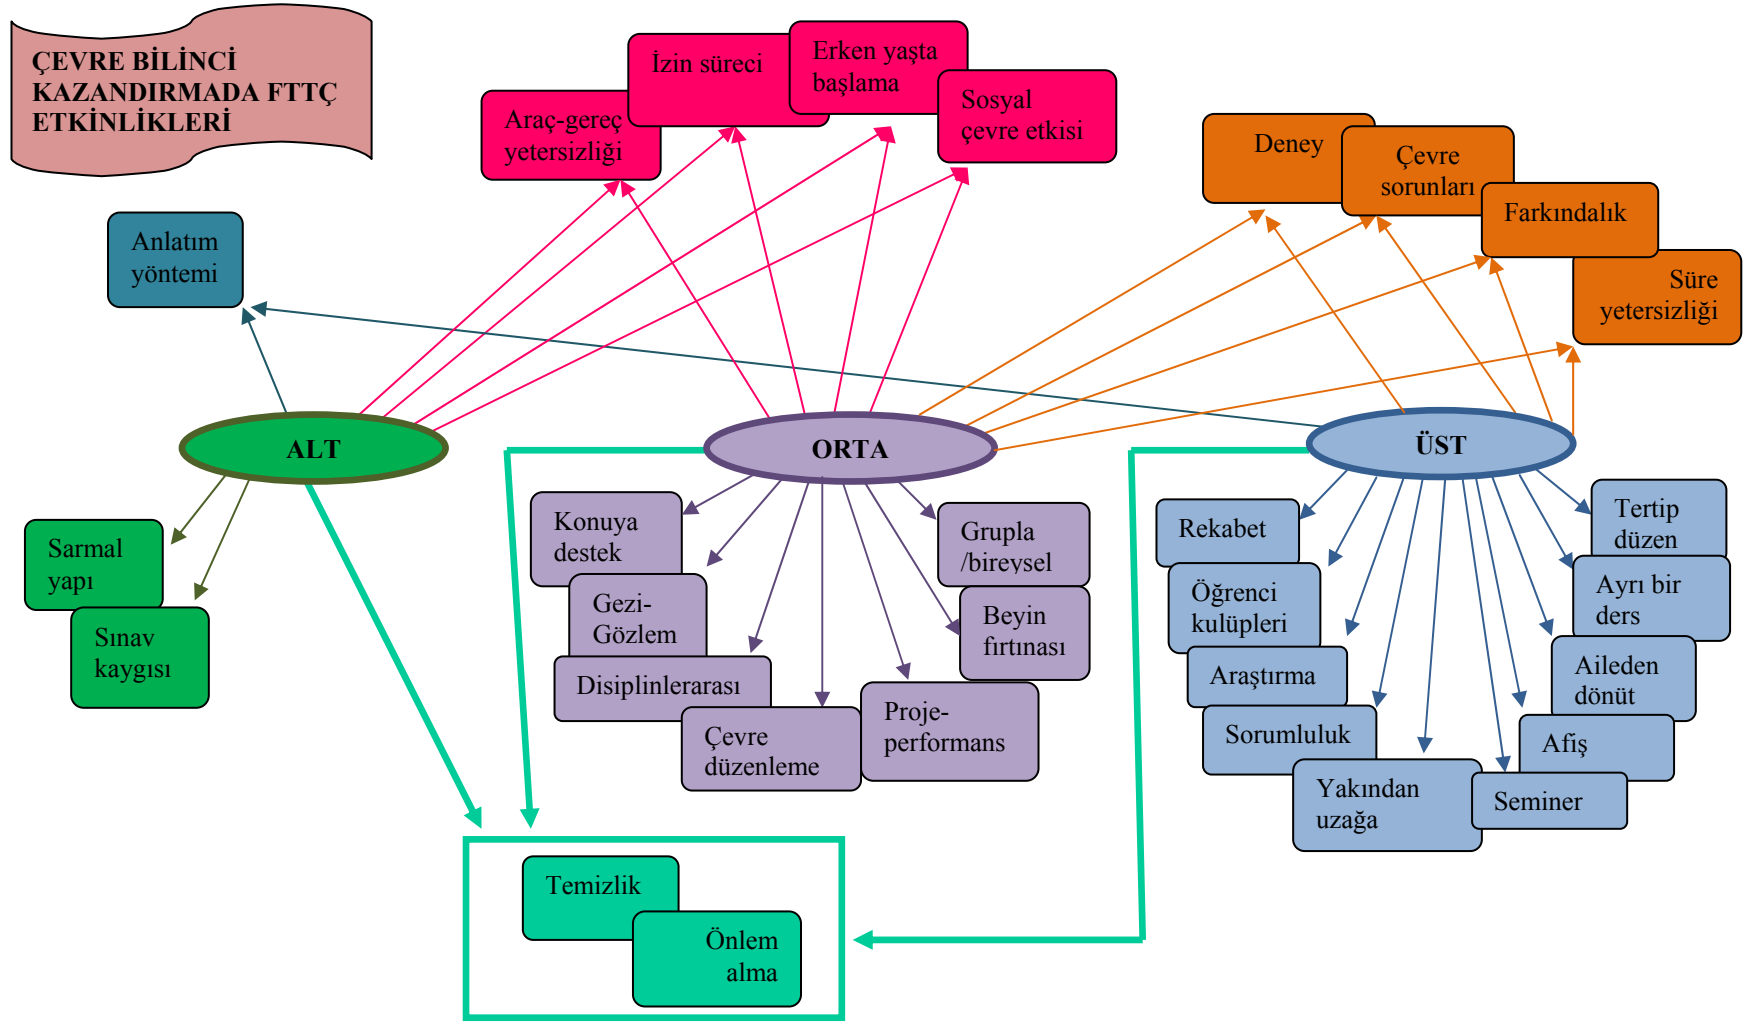 ÇEVRE BİLİNCİ
KAZANDIRMADA FTTÇ
ETKİNLİKLERİ
Araç-gereç
yetersizliği
İzin süreci
Erken yaşta
başlama
Sosyal
çevre etkisi
Deney
Çevre
sorunları
Farkındalık
Süre
yetersizliği
Anlatım
yöntemi
ALT
ORTA
ÜST
Sarmal
yapı
Sınav
kaygısı
Konuya
destek
Gezi-
Gözlem
Disiplinlerarası
Çevre
düzenleme
Proje-
performans
Grupla
/bireysel
Beyin
fırtınası
Rekabet
Öğrenci
kulüpleri
Araştırma
Sorumluluk
Yakından
uzağa
Seminer
Afiş
Aileden
dönüt
Ayrı bir
ders
Tertip
düzen
Temizlik
Önlem
alma